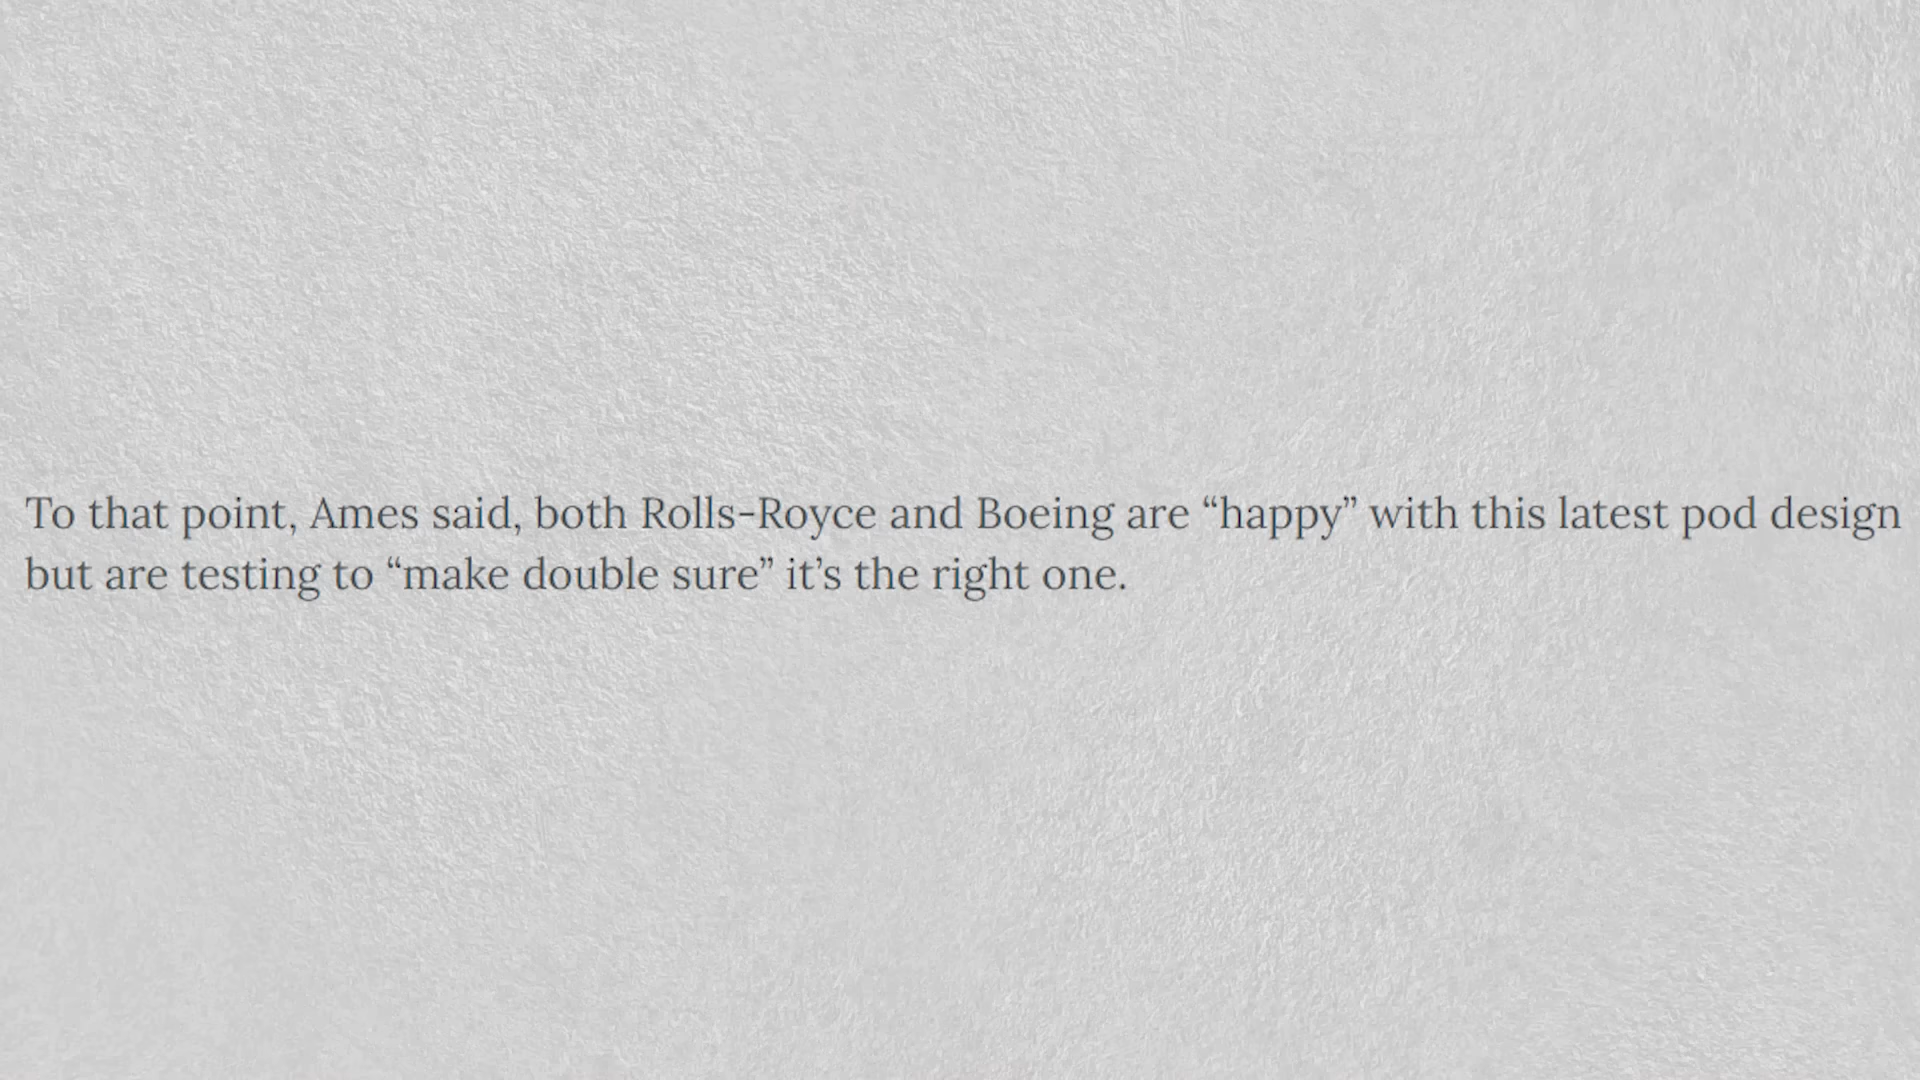 To that point, Ames said, both Rolls-Royce and Boeing are “happy” with this latest pod design
but are testing to “make double sure” it’s the right one.